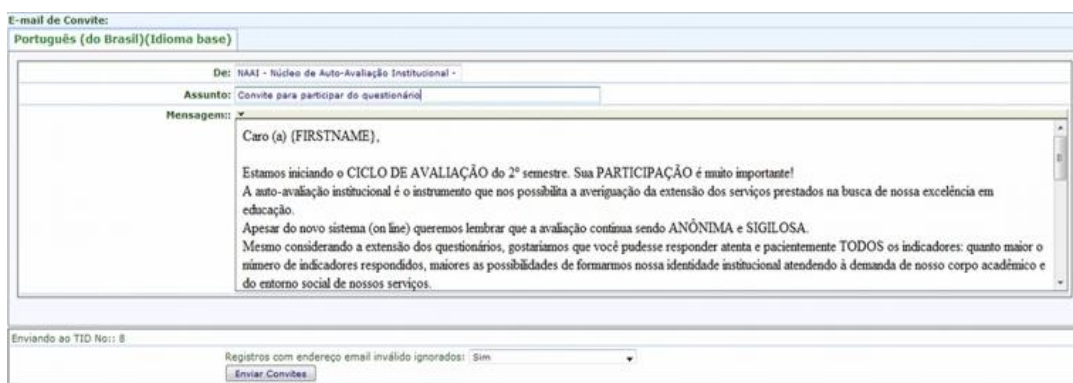 E-mail de Convite:
Português (do Brasil)(Idioma base)
De: NAAI - Núcleo de Auto-Avaliação Institucional -
Assunto: Convite para participar do questionário
Mensagem::
Caro (a) {FIRSTNAME},
Estamos iniciando o CICLO DE AVALIAÇÃO do 2º semestre. Sua PARTICIPAÇÃO é muito importante!
A auto-avaliação institucional é o instrumento que nos possibilita a averiguação da extensão dos serviços prestados na busca de nossa excelência em
educação.
Apesar do novo sistema (on line) queremos lembrar que a avaliação continua sendo ANÔNIMA e SIGILOSA.
Mesmo considerando a extensão dos questionários, gostaríamos que você pudesse responder atenta e pacientemente TODOS os indicadores: quanto maior o
número de indicadores respondidos, maiores as possibilidades de formarmos nossa identidade institucional atendendo à demanda de nosso corpo acadêmico e
do entorno social de nossos serviços.
Enviando ao TID No:: 8
Registros com endereço email inválido ignorados: Sim
Enviar Convites